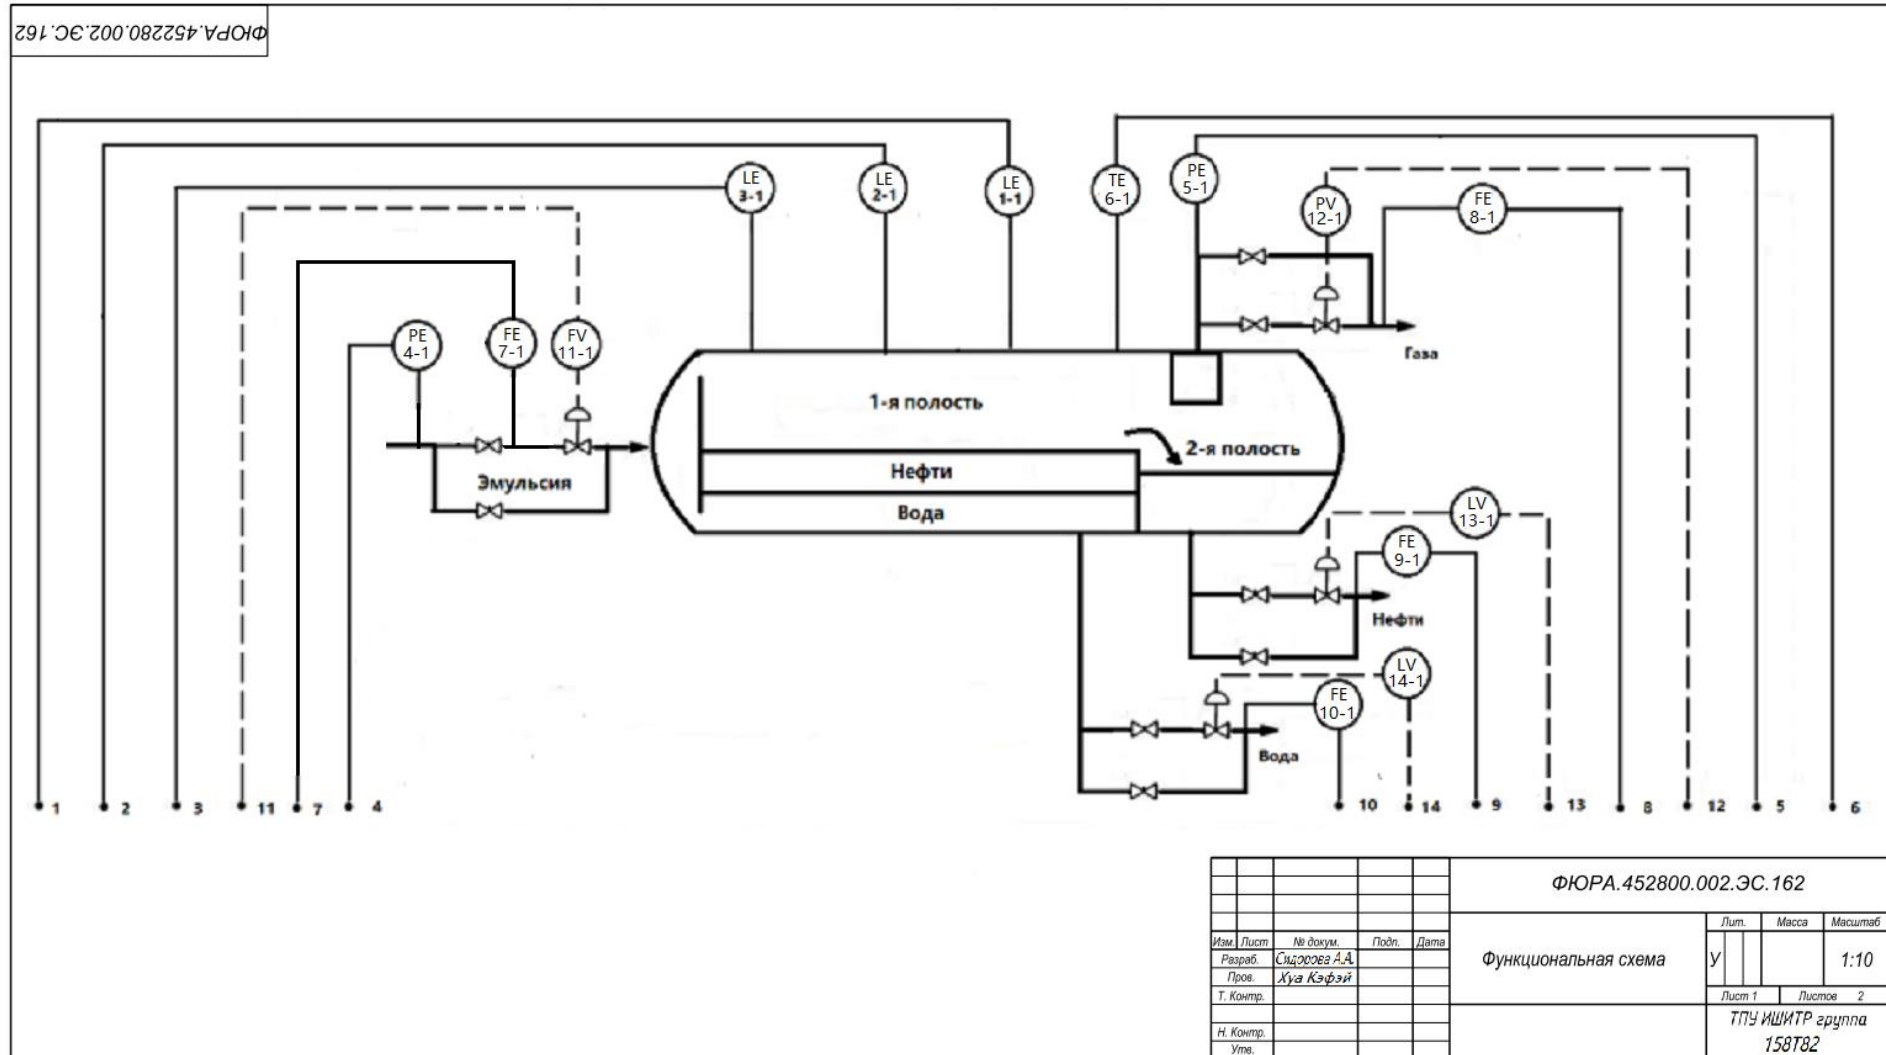 ФЮРА.452280.002.ЭС.162
LE
3-1
LE
2-1
LE
1-1
TE
6-1
PE
5-1
PV
12-1
FE
8-1
PE
4-1
FE
7-1
FV
11-1
Газа
1-я полость
2-я полость
Нефти
Вода
Эмульсия
LV
13-1
FE
9-1
Нефти
LV
14-1
FE
10-1
Вода
1
2
3
11
7
4
10
14
9
13
8
12
5
6
ФЮРА.452800.002.ЭС.162
Лит. Масса Масштаб
Изм. Лист № докум. Подп. Дата
Разраб. Сидорова А.А.
Пров. Хуа Кэфэй
Т. Контр.
Н. Контр.
Утв.
Функциональная схема
У 1:10
Лист 1 Листов 2
ТПУ ИШИТР группа
158Т82